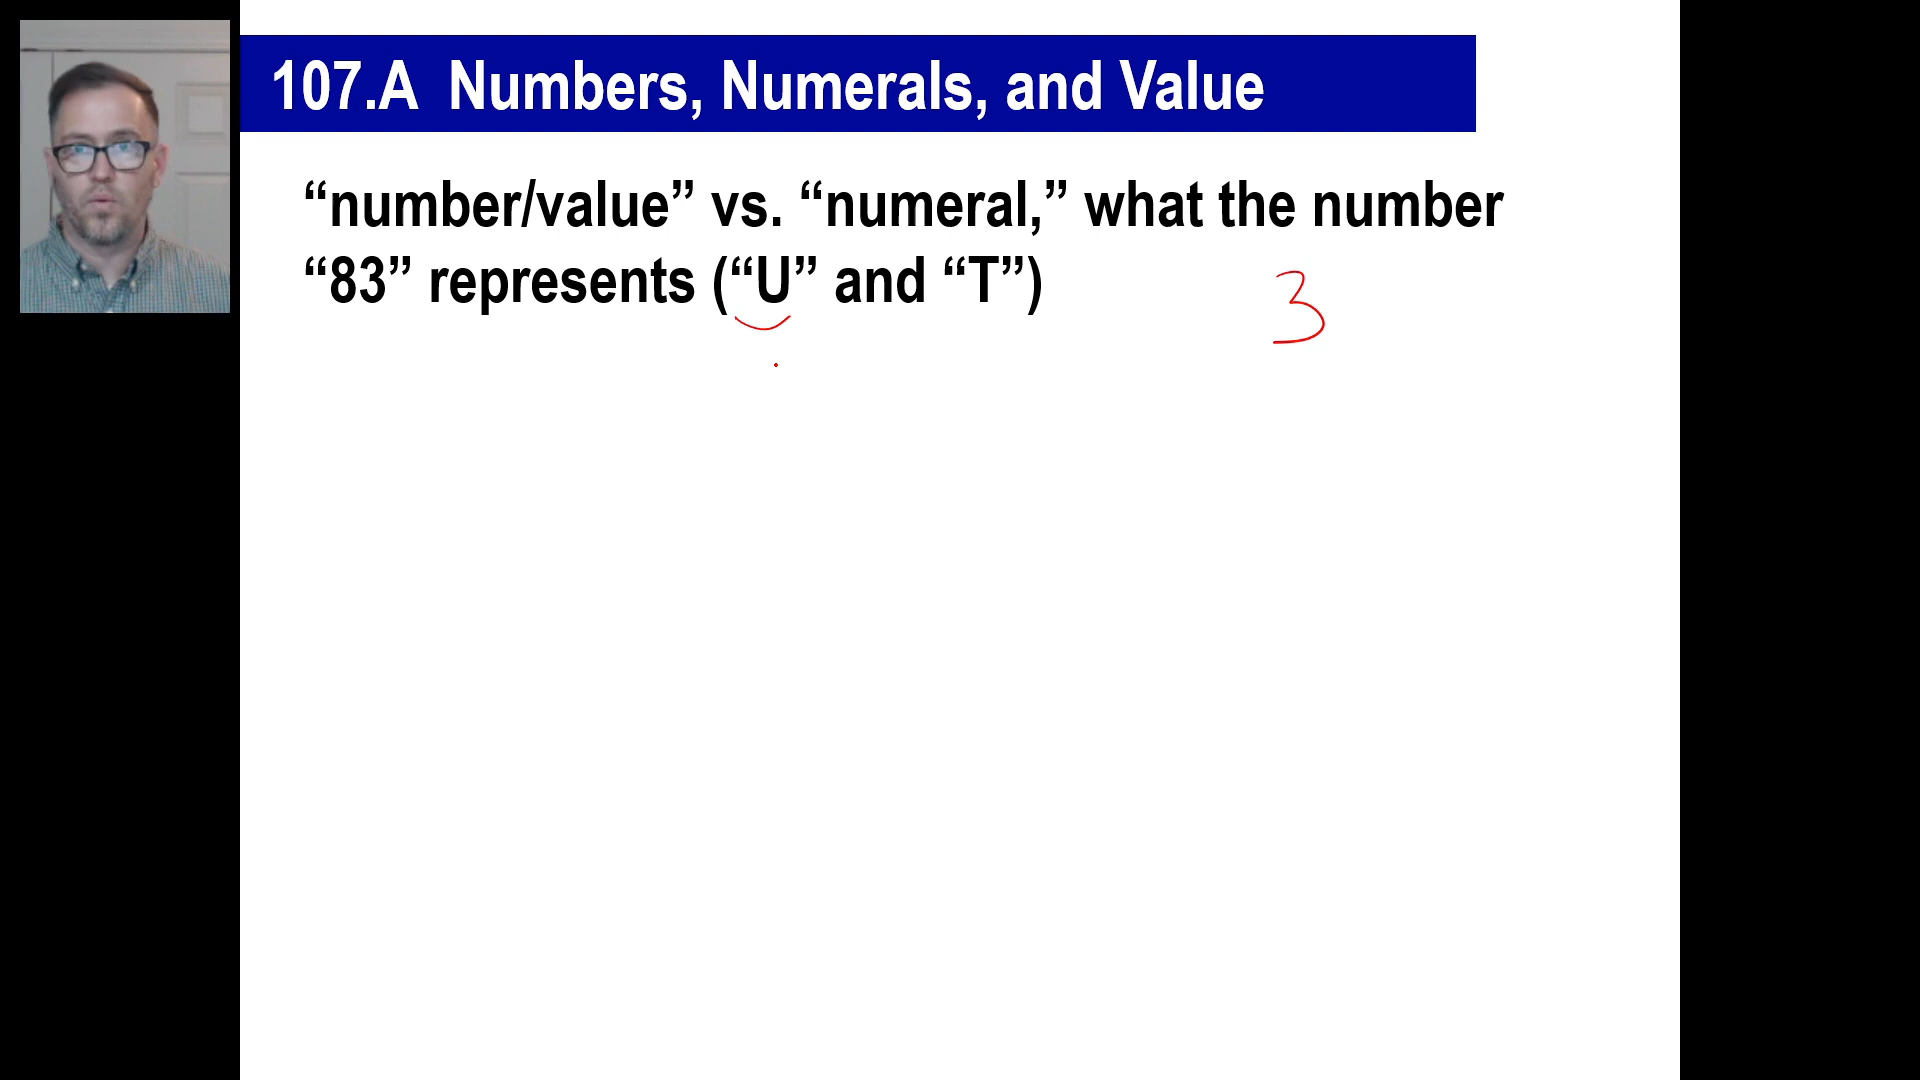 107.A Numbers, Numerals, and Value
“number/value” vs. “numeral,” what the number
“83” represents (“U” and “T”)
3